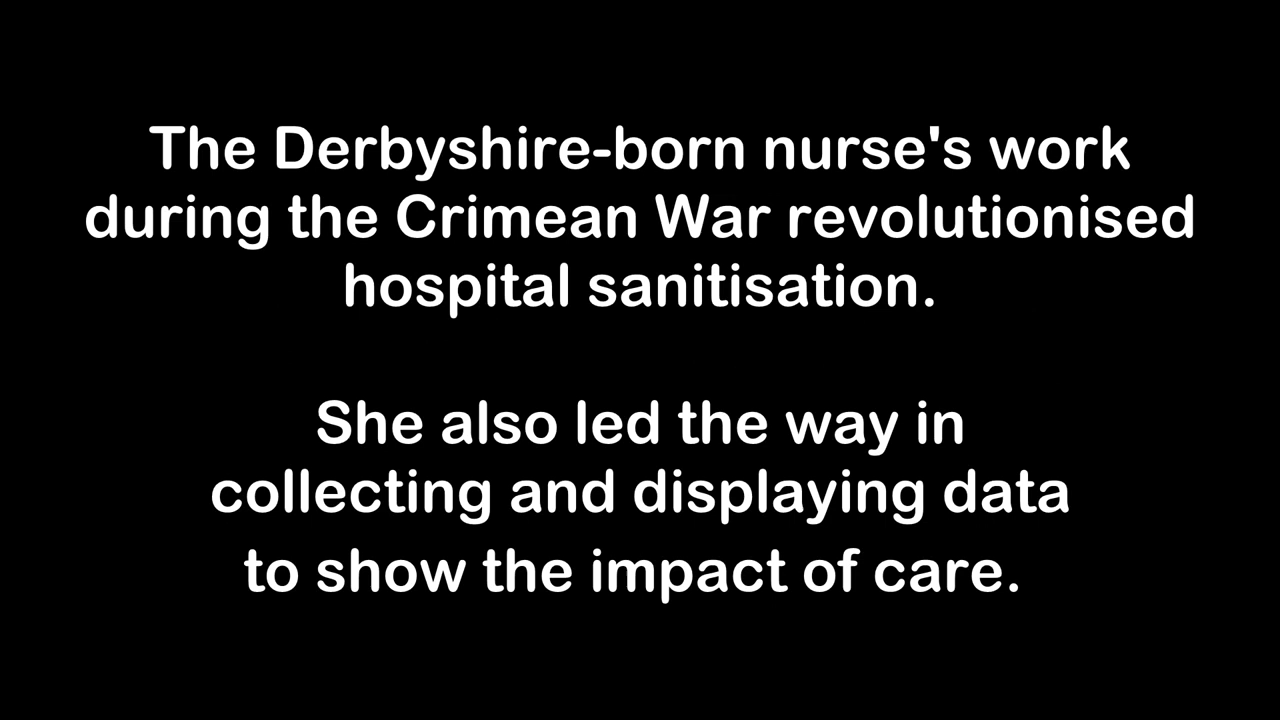 The Derbyshire-born nurse's work
during the Crimean War revolutionised
hospital sanitisation.
She also led the way in
collecting and displaying data
to show the impact of care.